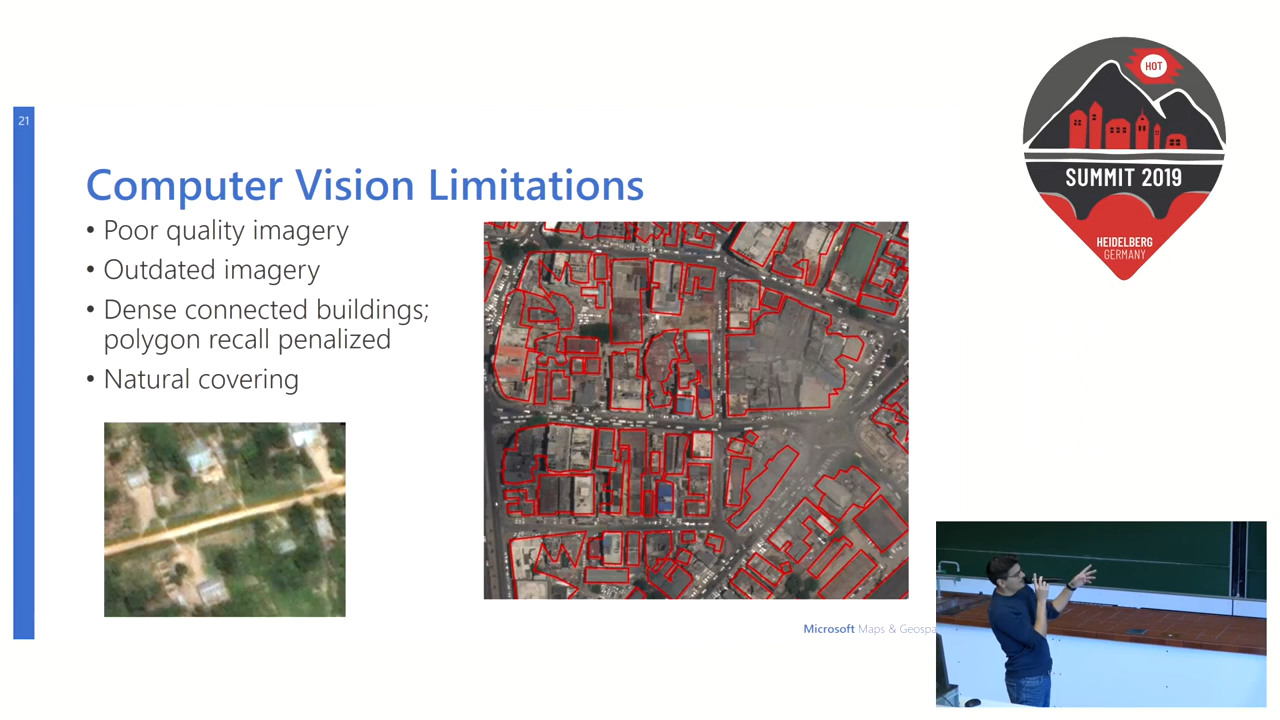 21
Computer Vision Limitations
• Poor quality imagery
• Outdated imagery
• Dense connected buildings;
polygon recall penalized
• Natural covering
Microsoft Maps &
HOT
SUMMIT 2019
HEIDELBERG
GERMANY